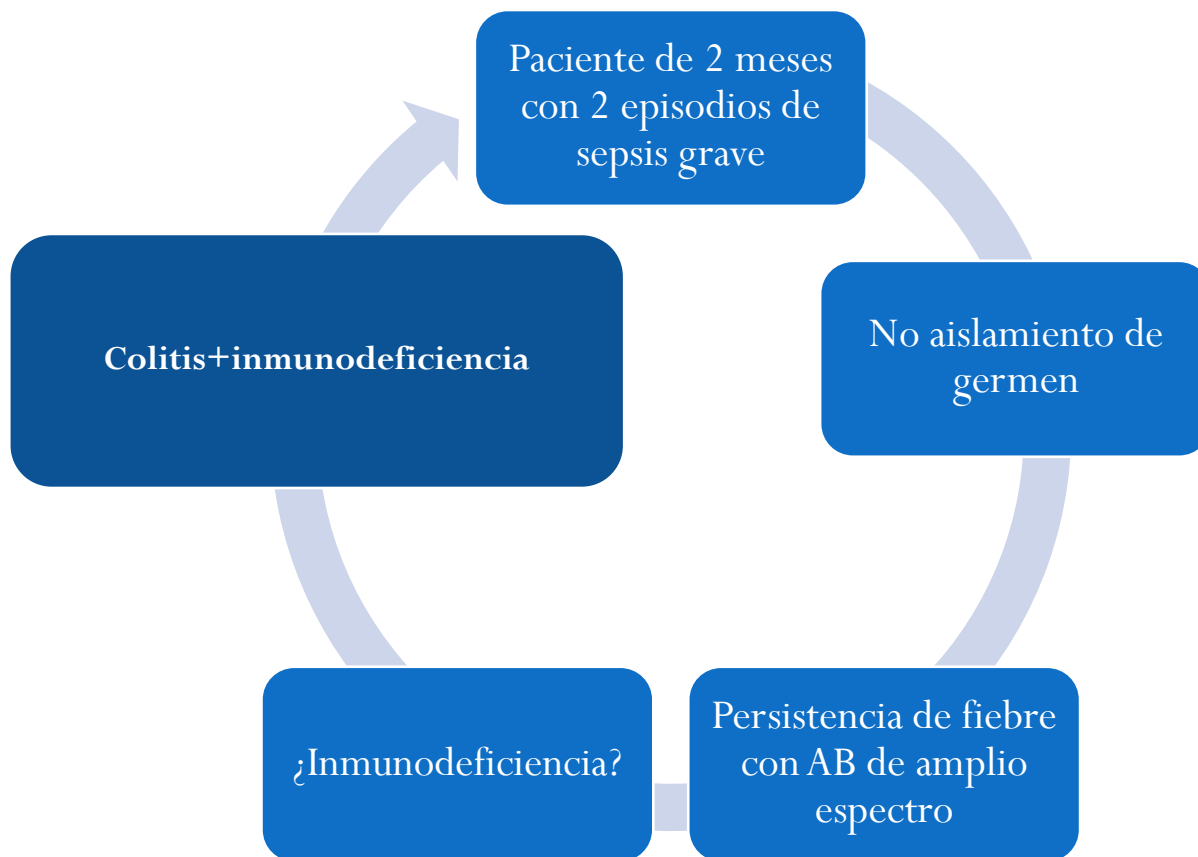 Paciente de 2 meses
con 2 episodios de
sepsis grave
No aislamiento de
germen
Persistencia de fiebre
con AB de amplio
espectro
¿Inmunodeficiencia?
Colitis+inmunodeficiencia